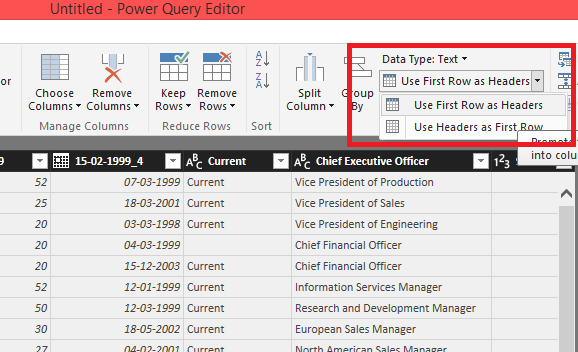 Untitled - Power Query Editor
Data Type: Text
Use First Row as Headers
Use First Row as Headers
Use Headers as First Row
Choose Columns
Remove Columns
Keep Rows
Remove Rows
A Z
Z A
Split Column
Group By
Manage Columns
Reduce Rows
Sort
into colu
9 15-02-1999_4 ABC Current ABC Chief Executive Officer 123
52 07-03-1999 Current Vice President of Production
25 18-03-2001 Current Vice President of Sales
20 03-03-1998 Current Vice President of Engineering
20 04-03-1999 Chief Financial Officer
20 15-12-2003 Current Chief Financial Officer
52 12-01-1999 Current Information Services Manager
50 12-03-1999 Current Research and Development Manager
30 18-05-2002 Current European Sales Manager
27 04-02-2001 Current North American Sales Manager